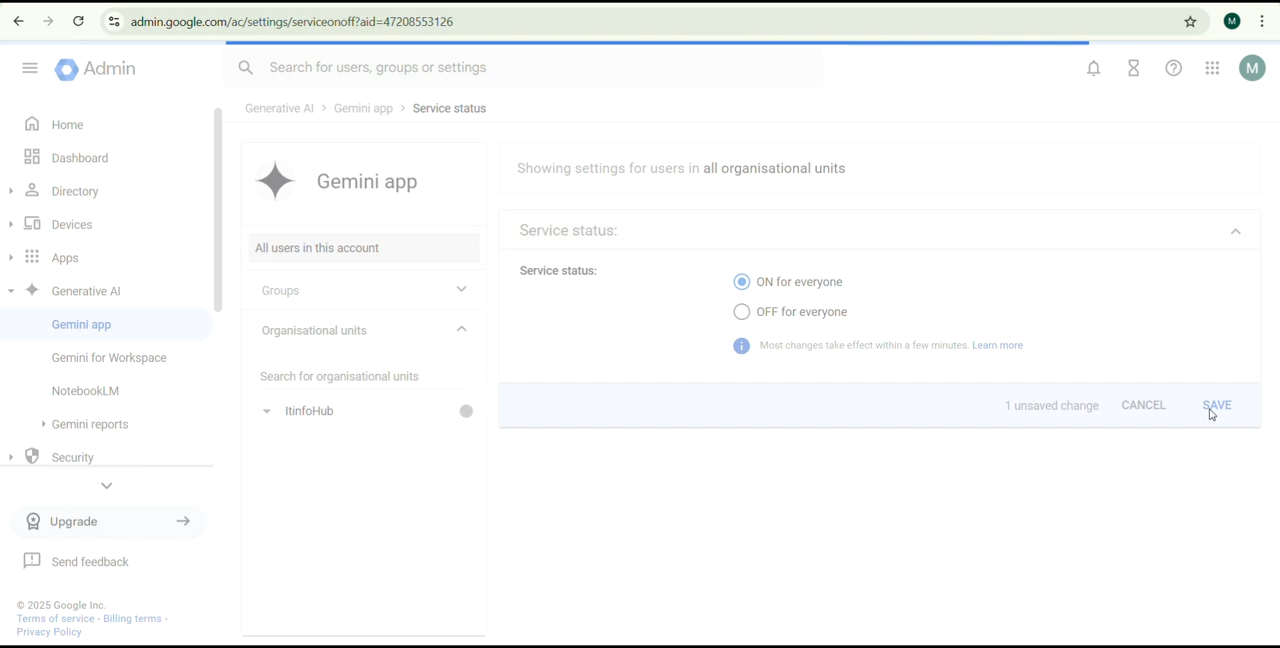 admin.google.com/ac/settings/serviceonoff?aid=47208553126
M
Admin
Search for users, groups or settings
M
Generative AI > Gemini app > Service status
Home
Dashboard
Directory
Devices
Apps
Generative AI
Gemini app
Gemini for Workspace
NotebookLM
Gemini reports
Security
Upgrade
Send feedback
© 2025 Google Inc.
Terms of service - Billing terms -
Privacy Policy
Gemini app
All users in this account
Groups
Organisational units
Search for organisational units
ItinfoHub
Showing settings for users in all organisational units
Service status:
Service status:
ON for everyone
OFF for everyone
Most changes take effect within a few minutes. Learn more
1 unsaved change CANCEL SAVE